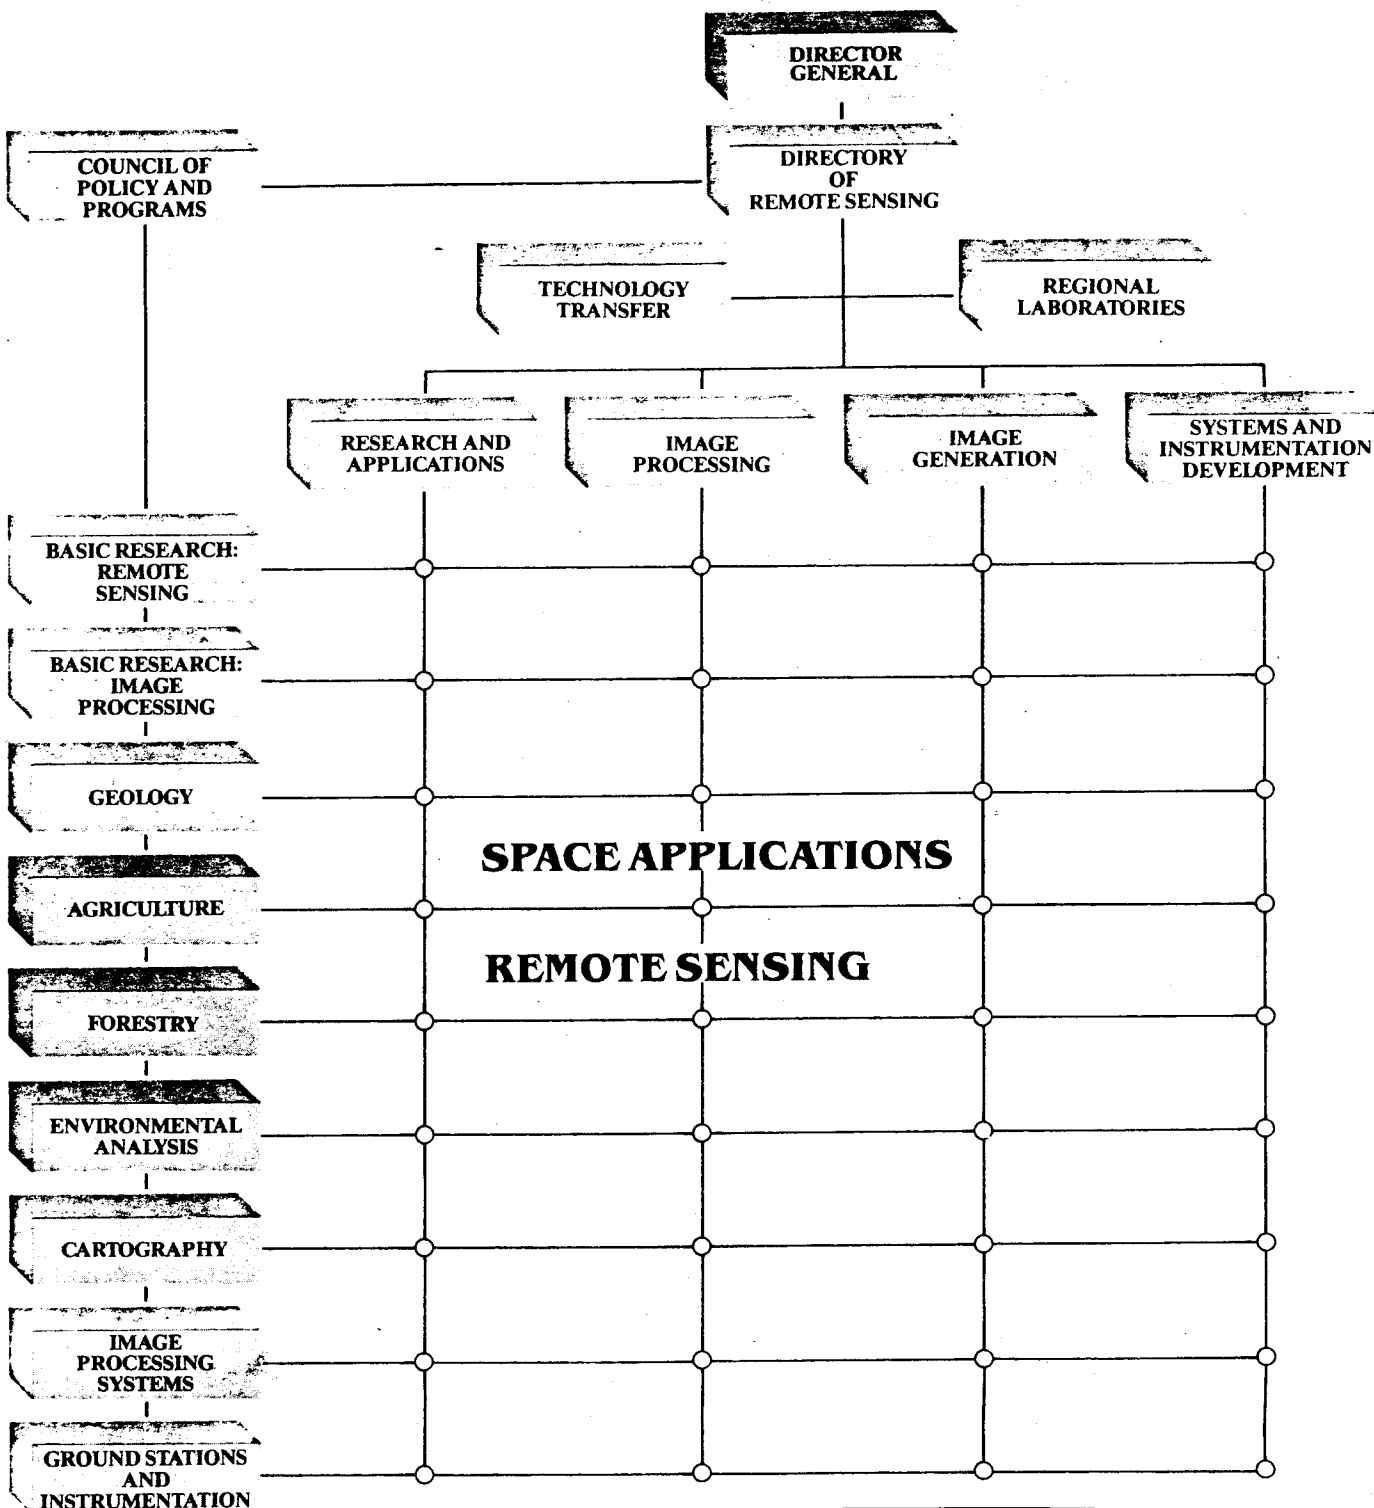 DIRECTOR
GENERAL
COUNCIL OF
POLICY AND
PROGRAMS
DIRECTORY
OF
REMOTE SENSING
TECHNOLOGY
TRANSFER
REGIONAL
LABORATORIES
RESEARCH AND
APPLICATIONS
IMAGE
PROCESSING
IMAGE
GENERATION
SYSTEMS AND
INSTRUMENTATION
DEVELOPMENT
BASIC RESEARCH:
REMOTE
SENSING
BASIC RESEARCH:
IMAGE
PROCESSING
GEOLOGY
SPACE APPLICATIONS
AGRICULTURE
REMOTE SENSING
FORESTRY
ENVIRONMENTAL
ANALYSIS
CARTOGRAPHY
IMAGE
PROCESSING
SYSTEMS
GROUND STATIONS
AND
INSTRUMENTATION